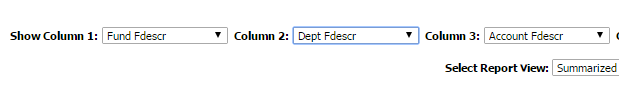 Show Column 1: Fund Fdescr Column 2: Dept Fdescr Column 3: Account Fdescr
Select Report View: Summarized